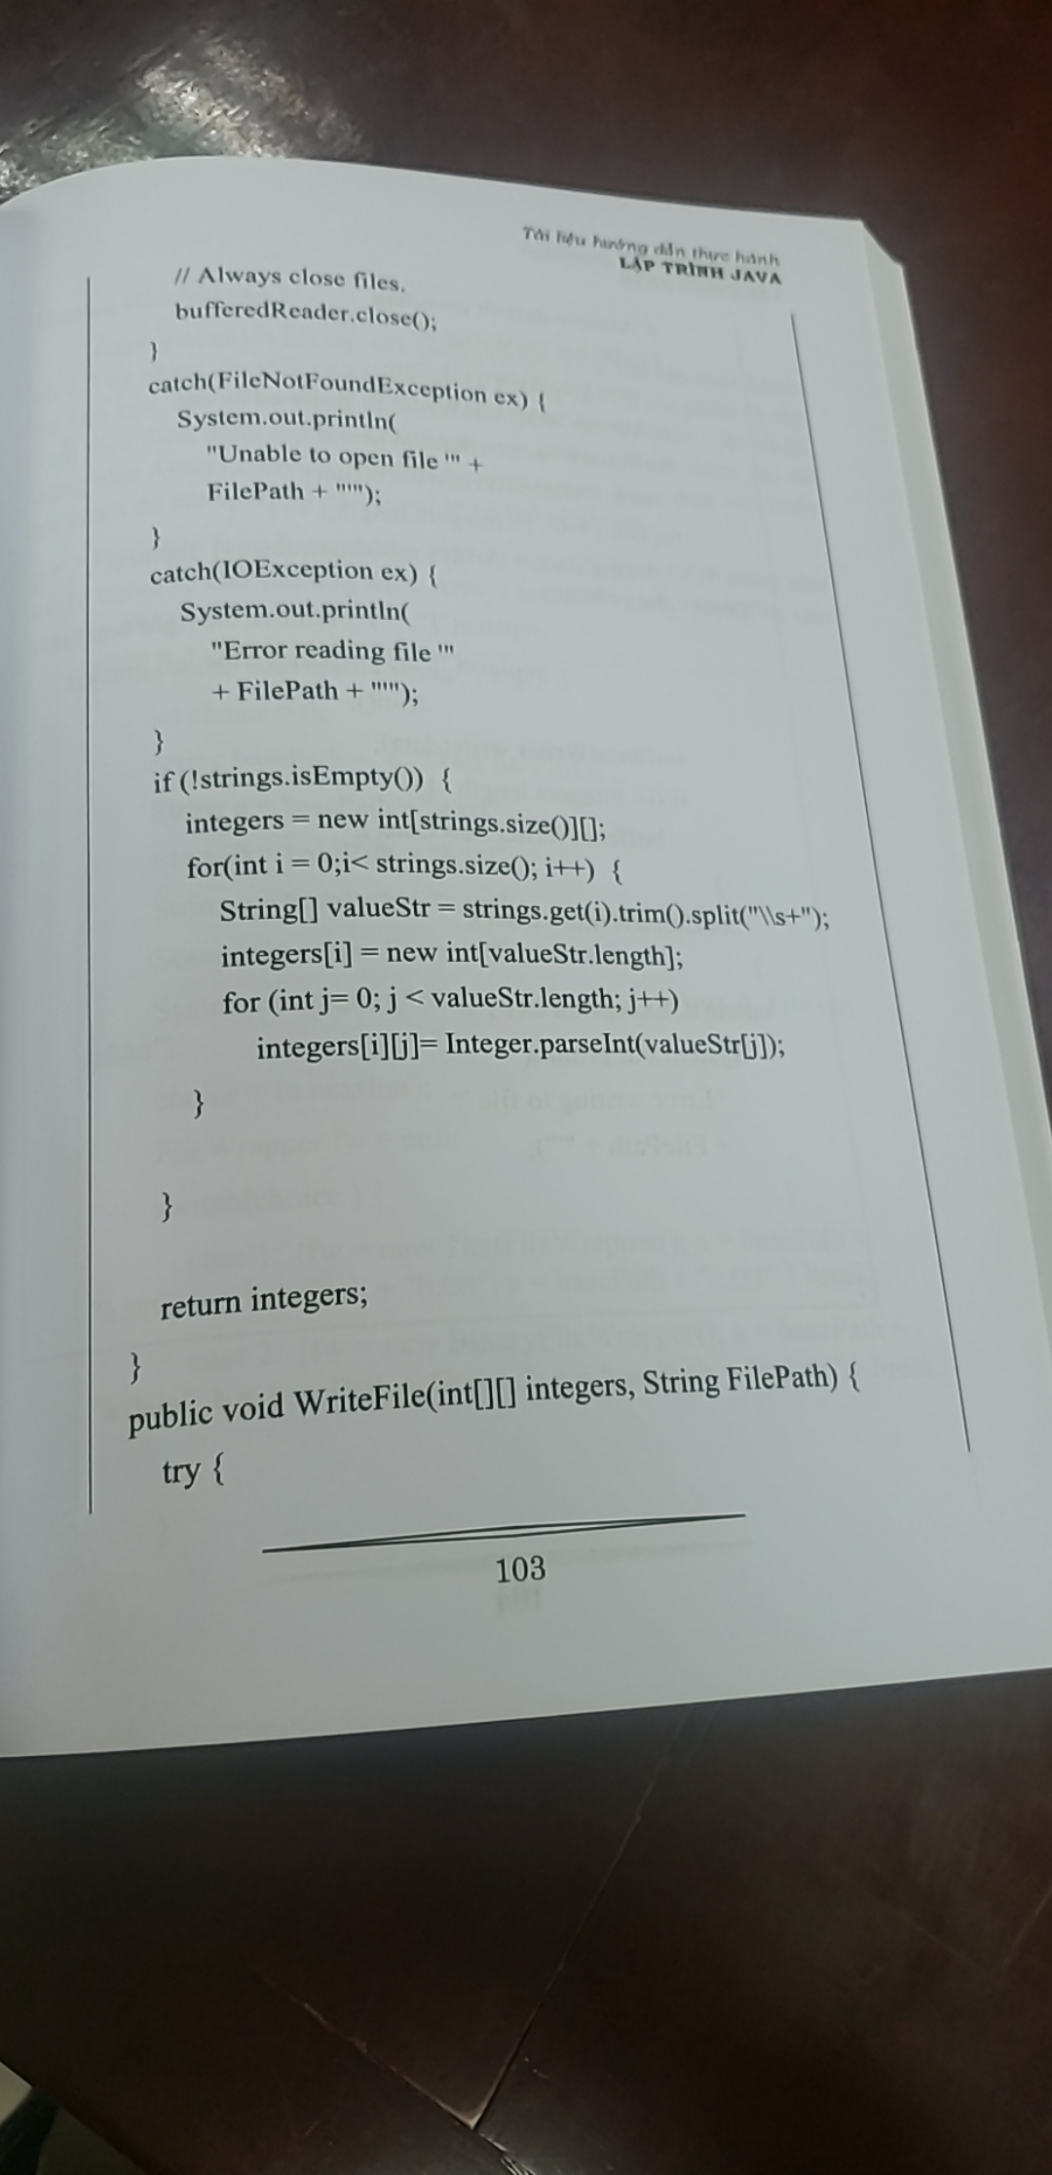 Tài liệu hướng dẫn thực hành
LẬP TRÌNH JAVA
// Always close files.
bufferedReader.close();
}
catch(FileNotFoundException ex) {
System.out.println(
"Unable to open file '" +
FilePath + "'");
}
catch(IOException ex) {
System.out.println(
"Error reading file '"
+ FilePath + "'");
}
if (!strings.isEmpty()) {
integers = new int[strings.size()][];
for(int i = 0;i< strings.size(); i++) {
String[] valueStr = strings.get(i).trim().split("\\s+");
integers[i] = new int[valueStr.length];
for (int j= 0; j < valueStr.length; j++)
integers[i][j]= Integer.parseInt(valueStr[j]);
}
}
return integers;
}
public void WriteFile(int[][] integers, String FilePath) {
try {
103